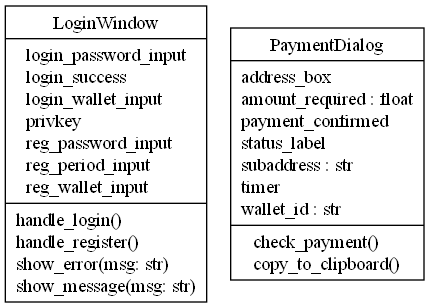 LoginWindow
login_password_input
login_success
login_wallet_input
privkey
reg_password_input
reg_period_input
reg_wallet_input
handle_login()
handle_register()
show_error(msg: str)
show_message(msg: str)
PaymentDialog
address_box
amount_required : float
payment_confirmed
status_label
subaddress : str
timer
wallet_id : str
check_payment()
copy_to_clipboard()